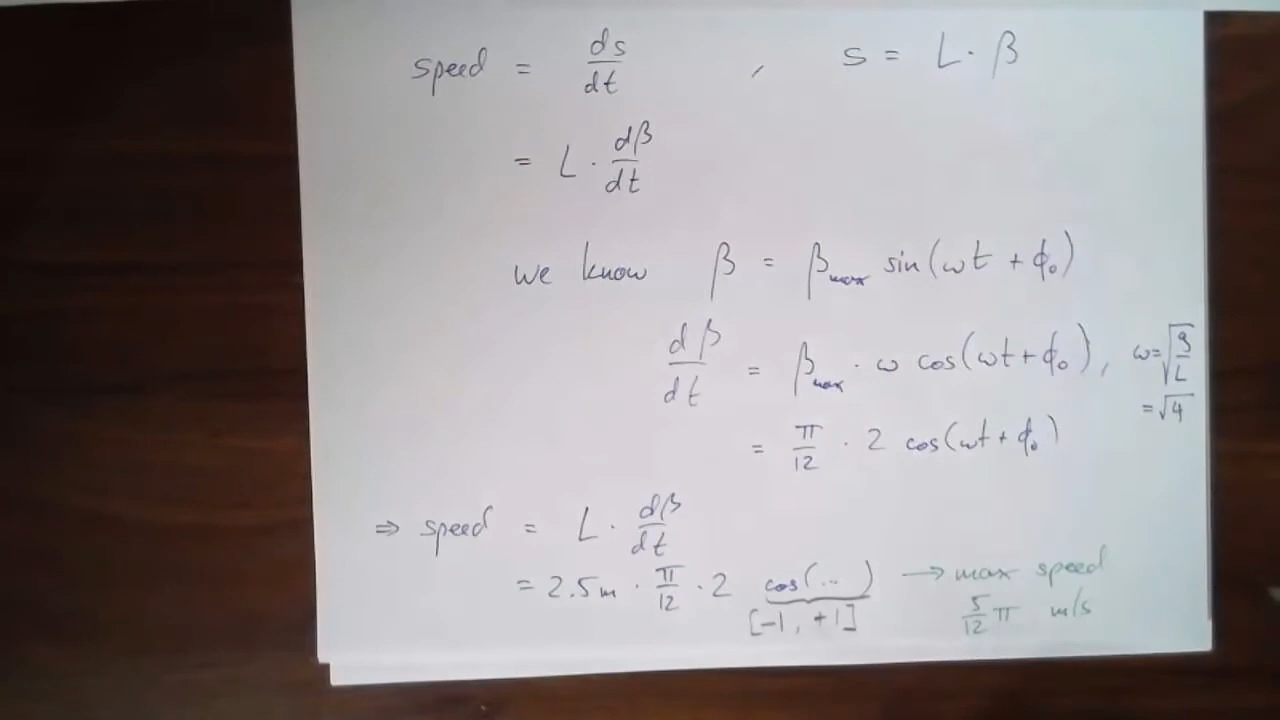 speed = ds/dt , s = L · β
= L · dβ/dt
we know β = β_max sin(ωt + ϕ₀)
dβ/dt = β_max · ω cos(ωt + ϕ₀), ω = √(g/L)
= √4
= π/12 · 2 cos(ωt + ϕ₀)
⇒ speed = L · dβ/dt
= 2.5m · π/12 · 2 cos(...) → max speed
[-1, +1] 5/12 π m/s